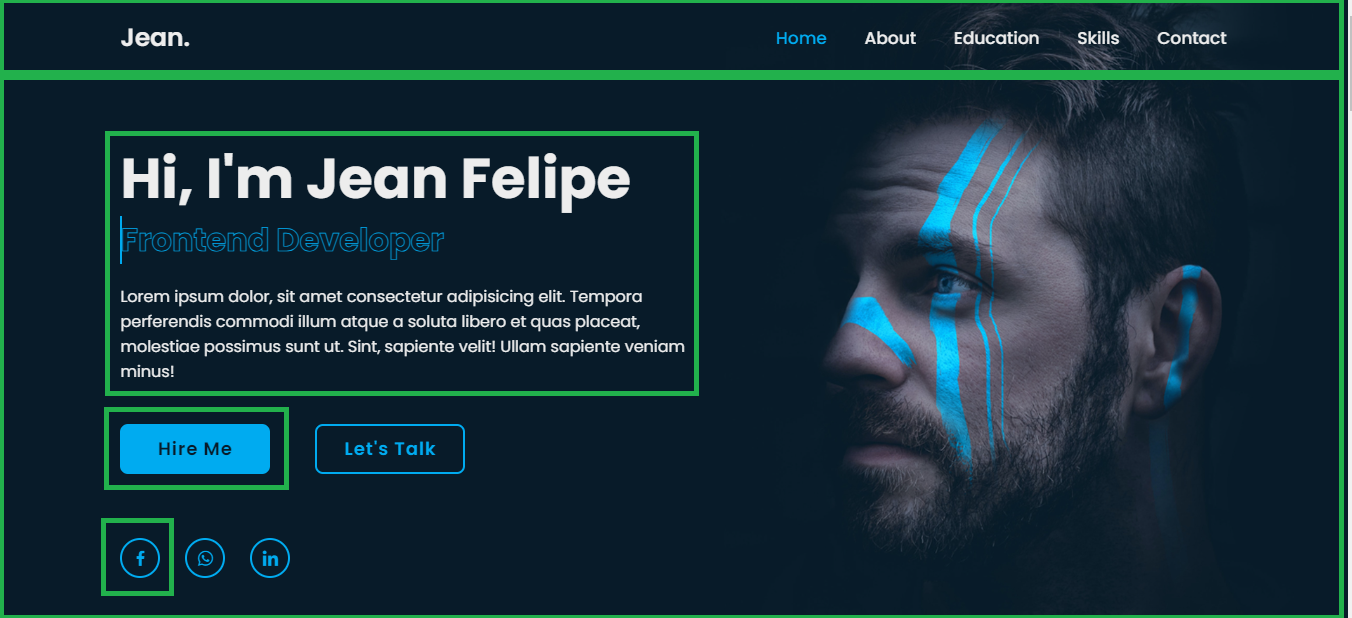 Jean.
Home About Education Skills Contact
Hi, I'm Jean Felipe
Frontend Developer
Lorem ipsum dolor, sit amet consectetur adipisicing elit. Tempora
perferendis commodi illum atque a soluta libero et quas placeat,
molestiae possimus sunt ut. Sint, sapiente velit! Ullam sapiente veniam
minus!
Hire Me
Let's Talk